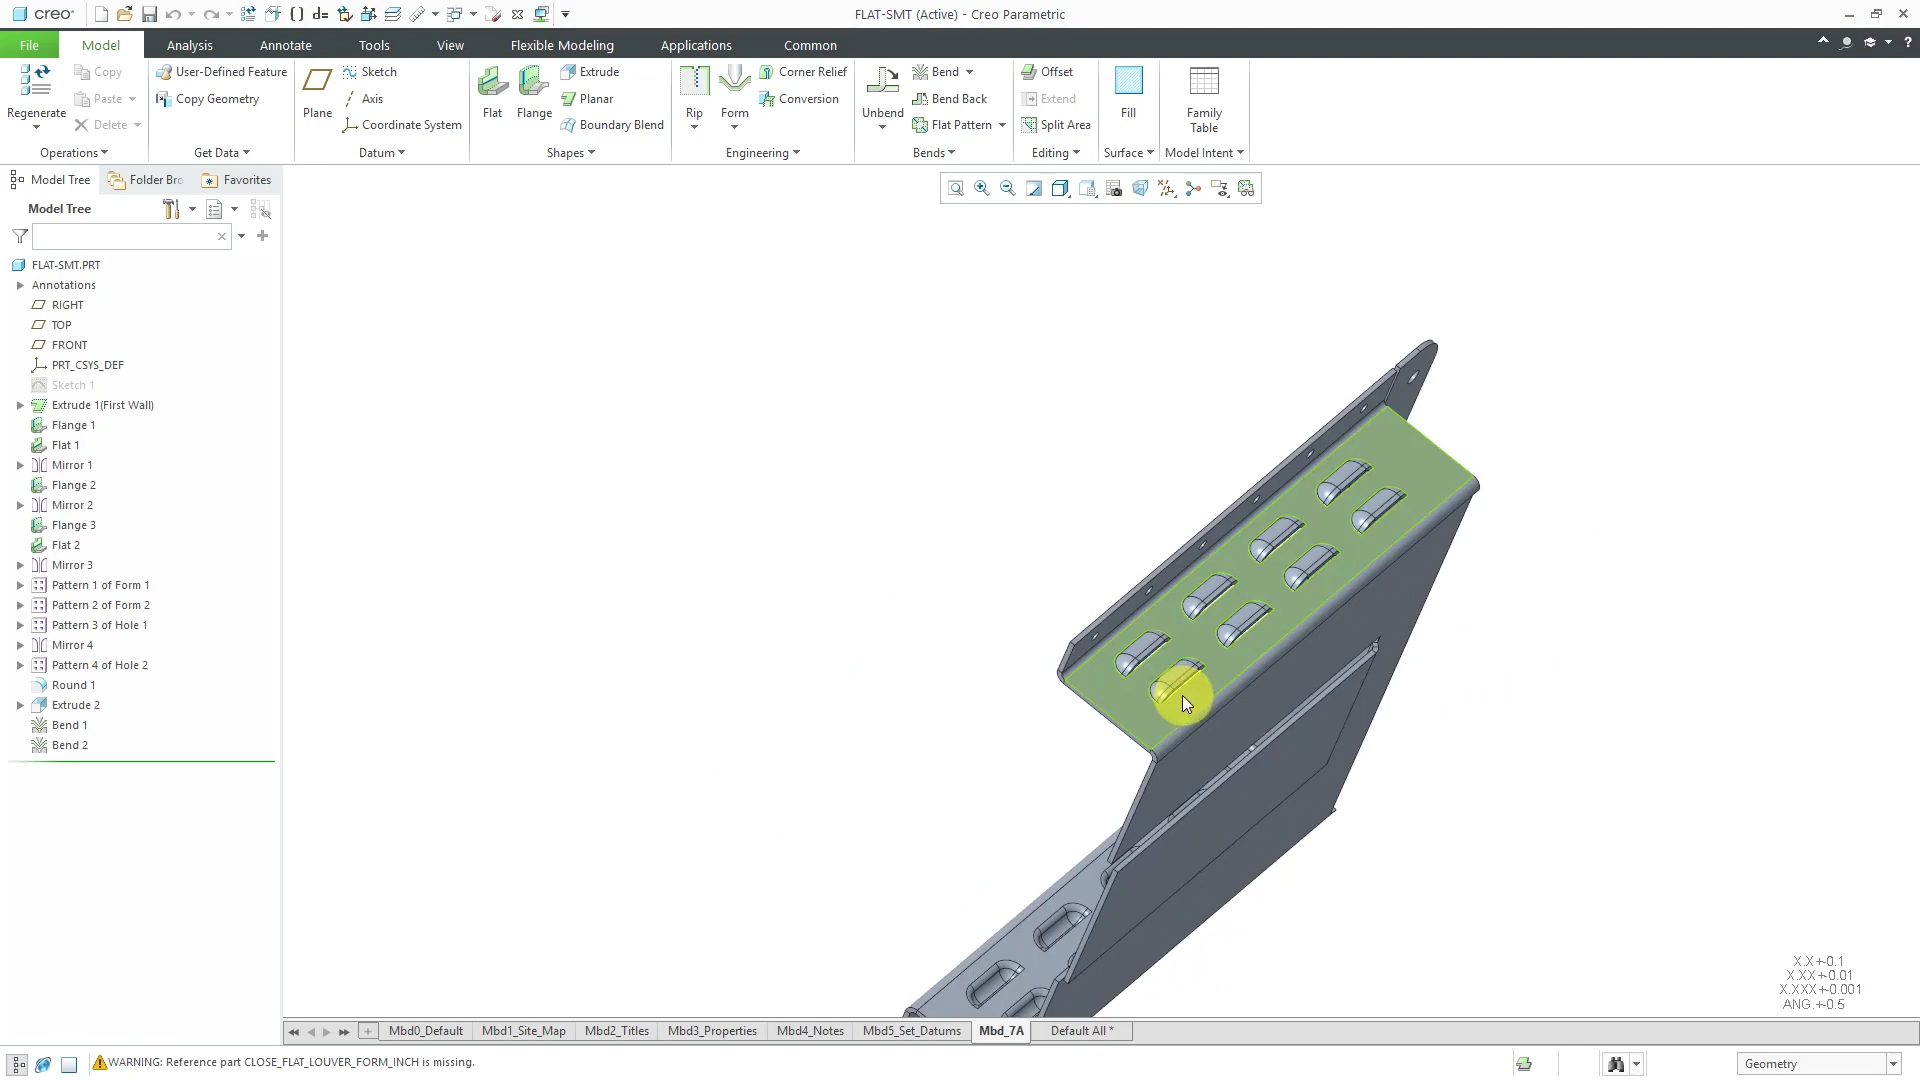 creo
FLAT-SMT (Active) - Creo Parametric
File Model Analysis Annotate Tools View Flexible Modeling Applications Common
Regenerate
Copy
Paste
Delete
Operations
User-Defined Feature
Copy Geometry
Get Data
Plane
Sketch
Axis
Coordinate System
Datum
Flat
Flange
Extrude
Planar
Boundary Blend
Shapes
Rip
Form
Corner Relief
Conversion
Engineering
Unbend
Bend
Bend Back
Flat Pattern
Bends
Offset
Extend
Split Area
Editing
Fill
Surface
Family
Table
Model Intent
Model Tree Folder Bro Favorites
Model Tree
FLAT-SMT.PRT
Annotations
RIGHT
TOP
FRONT
PRT_CSYS_DEF
Sketch 1
Extrude 1(First Wall)
Flange 1
Flat 1
Mirror 1
Flange 2
Mirror 2
Flange 3
Flat 2
Mirror 3
Pattern 1 of Form 1
Pattern 2 of Form 2
Pattern 3 of Hole 1
Mirror 4
Pattern 4 of Hole 2
Round 1
Extrude 2
Bend 1
Bend 2
X.X+-0.1
X.XX+-0.01
X.XXX+-0.001
ANG.+-0.5
Mbd0_Default Mbd1_Site_Map Mbd2_Titles Mbd3_Properties Mbd4_Notes Mbd5_Set_Datums Mbd_7A Default All *
WARNING: Reference part CLOSE_FLAT_LOUVER_FORM_INCH is missing.
Geometry